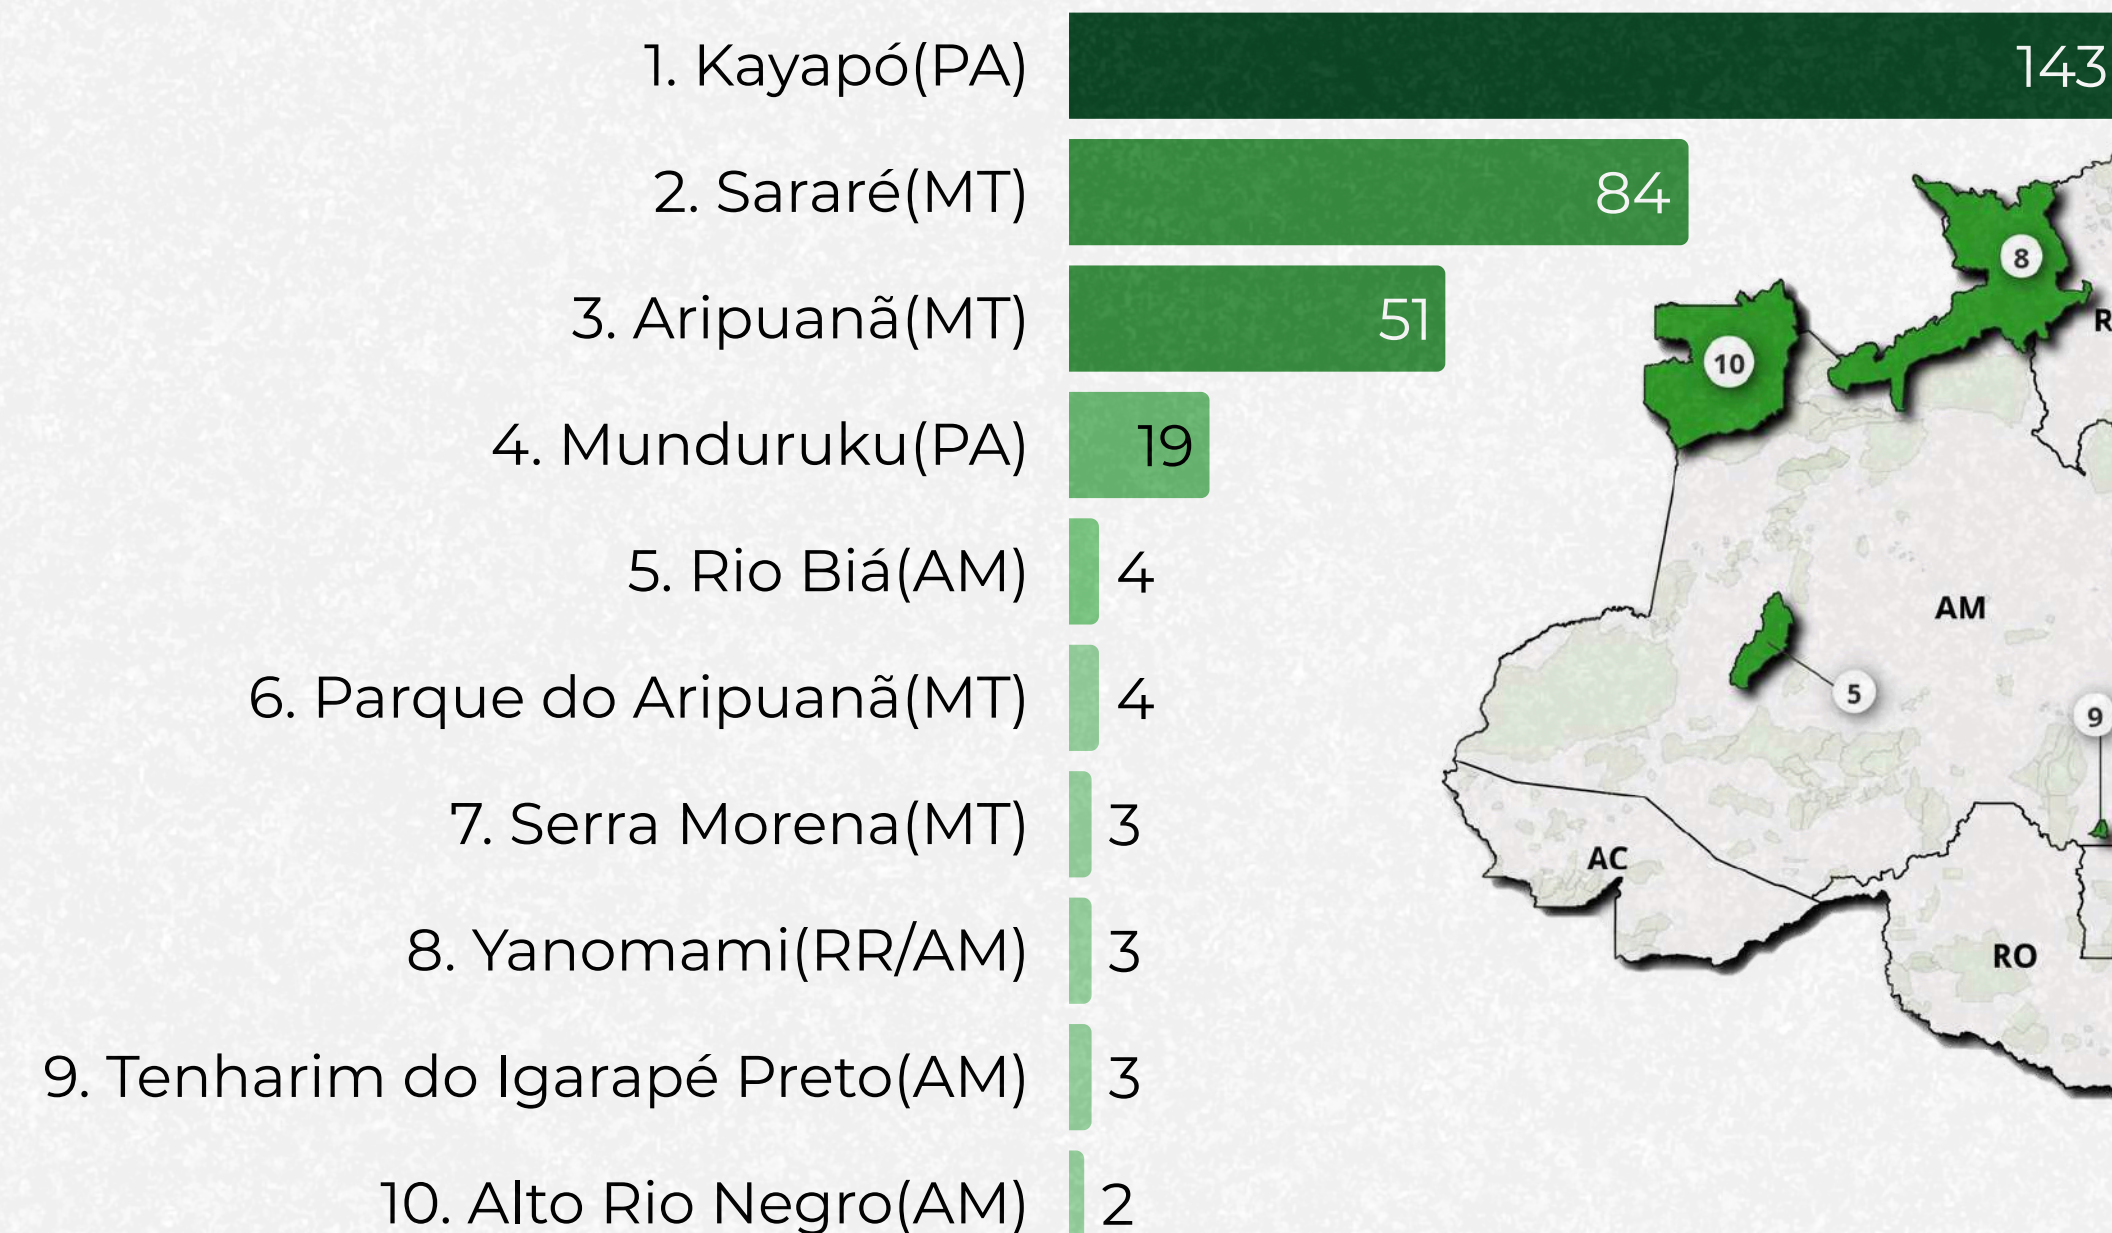 1. Kayapó(PA) 143
2. Sararé(MT) 84
3. Aripuanã(MT) 51
4. Munduruku(PA) 19
5. Rio Biá(AM) 4
6. Parque do Aripuanã(MT) 4
7. Serra Morena(MT) 3
8. Yanomami(RR/AM) 3
9. Tenharim do Igarapé Preto(AM) 3
10. Alto Rio Negro(AM) 2
8
R
10
AM
5
9
AC
RO